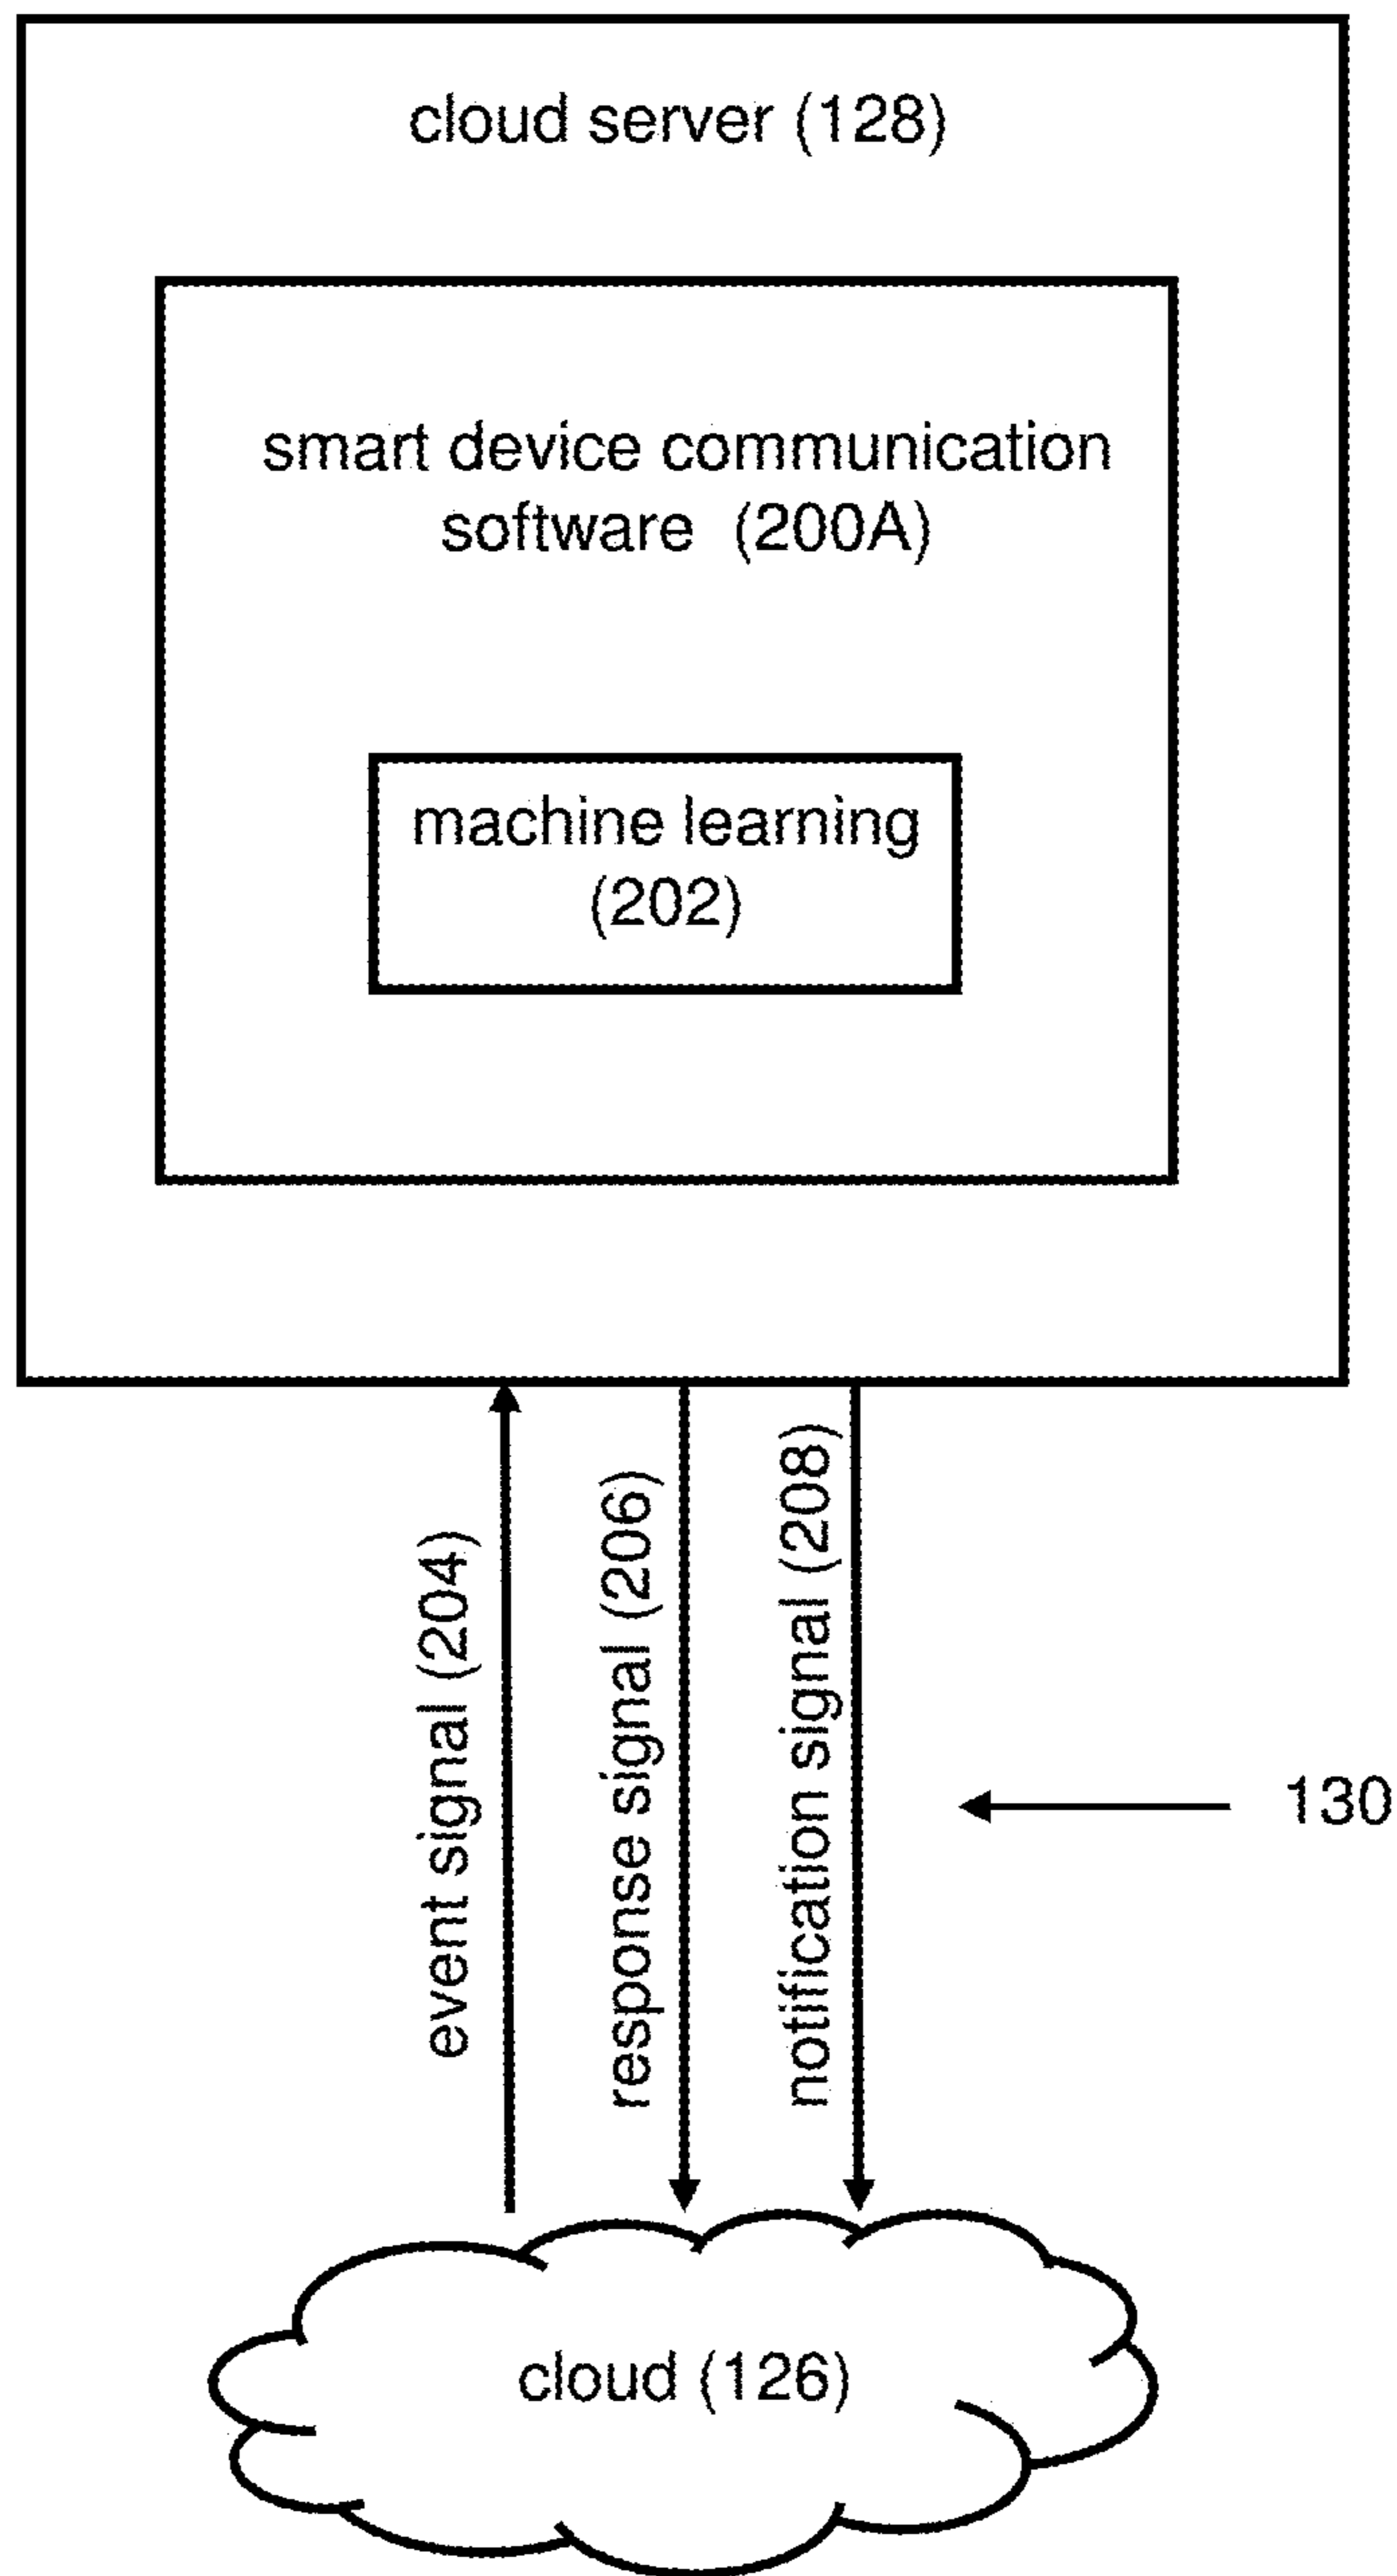 cloud server (128)
smart device communication
software (200A)
machine learning
(202)
event signal (204)
response signal (206)
notification signal (208)
130
cloud (126)